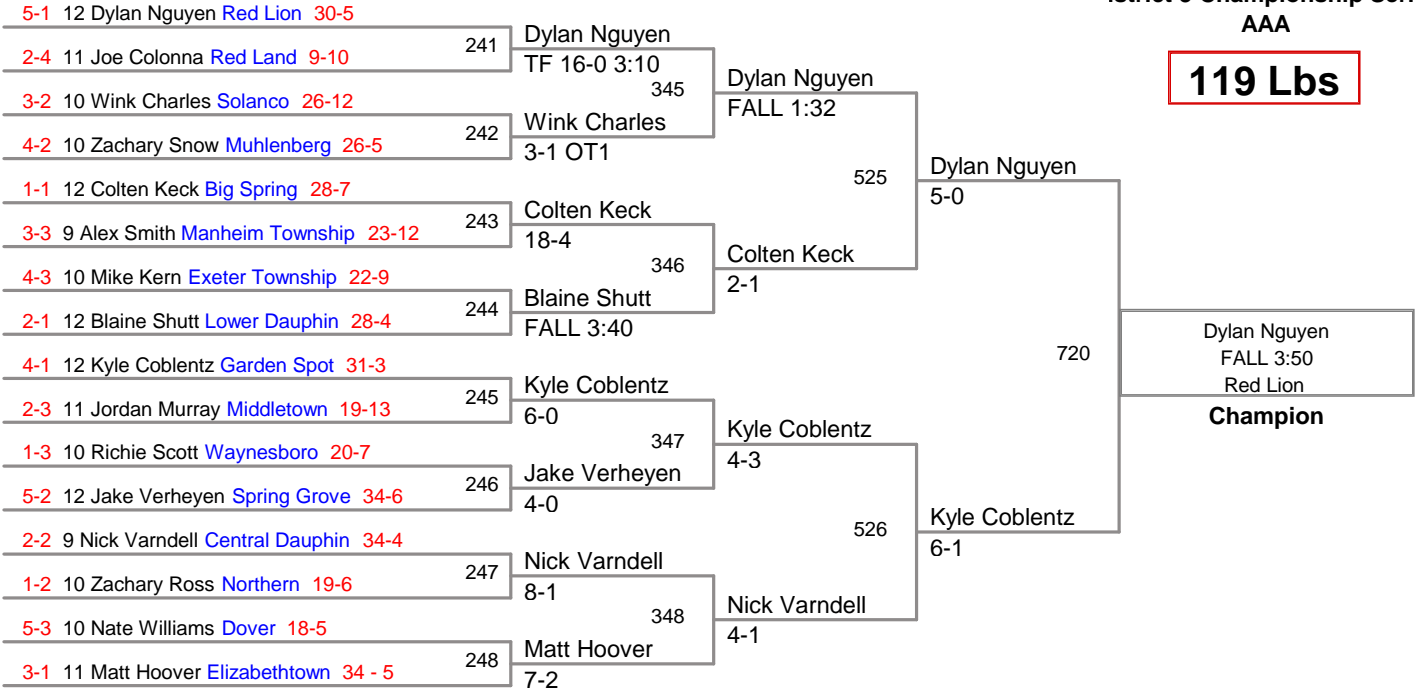 istrict 3 Championship Seri
AAA
119 Lbs
5-1 12 Dylan Nguyen Red Lion 30-5
2-4 11 Joe Colonna Red Land 9-10
3-2 10 Wink Charles Solanco 26-12
4-2 10 Zachary Snow Muhlenberg 26-5
1-1 12 Colten Keck Big Spring 28-7
3-3 9 Alex Smith Manheim Township 23-12
4-3 10 Mike Kern Exeter Township 22-9
2-1 12 Blaine Shutt Lower Dauphin 28-4
4-1 12 Kyle Coblentz Garden Spot 31-3
2-3 11 Jordan Murray Middletown 19-13
1-3 10 Richie Scott Waynesboro 20-7
5-2 12 Jake Verheyen Spring Grove 34-6
2-2 9 Nick Varndell Central Dauphin 34-4
1-2 10 Zachary Ross Northern 19-6
5-3 10 Nate Williams Dover 18-5
3-1 11 Matt Hoover Elizabethtown 34 - 5
241
Dylan Nguyen
TF 16-0 3:10
242
Wink Charles
3-1 OT1
243
Colten Keck
18-4
244
Blaine Shutt
FALL 3:40
245
Kyle Coblentz
6-0
246
Jake Verheyen
4-0
247
Nick Varndell
8-1
248
Matt Hoover
7-2
345
Dylan Nguyen
FALL 1:32
346
Colten Keck
2-1
347
Kyle Coblentz
4-3
348
Nick Varndell
4-1
525
Dylan Nguyen
5-0
526
Kyle Coblentz
6-1
720
Dylan Nguyen
FALL 3:50
Red Lion
Champion